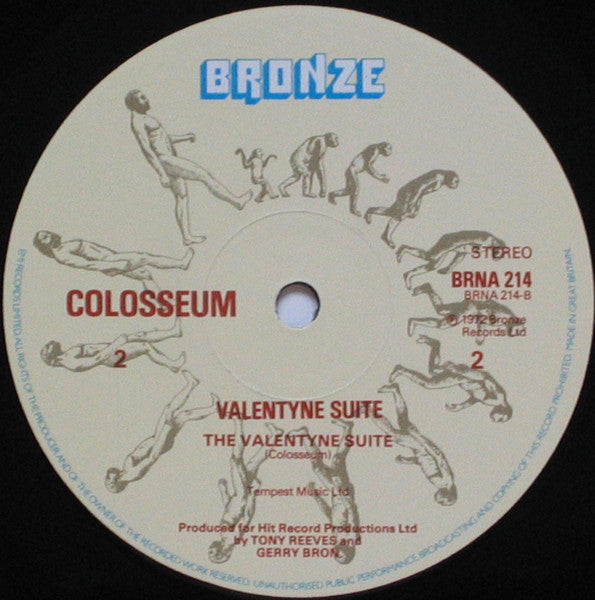 BRONZE
STEREO
BRNA 214
BRNA 214-B
COLOSSEUM
℗ 1972 Bronze
Records Ltd
2
2
VALENTYNE SUITE
THE VALENTYNE SUITE
(Colosseum)
Tempest Music Ltd
Produced for Hit Record Productions Ltd
by TONY REEVES and
GERRY BRON.
RECORDS LIMITED. ALL RIGHTS OF THE PRODUCER AND OF THE OWNER OF THE RECORDED WORK RESERVED. UNAUTHORISED PUBLIC PERFORMANCE, BROADCASTING AND COPYING OF THIS RECORD PROHIBITED. MADE IN GREAT BRITAIN.